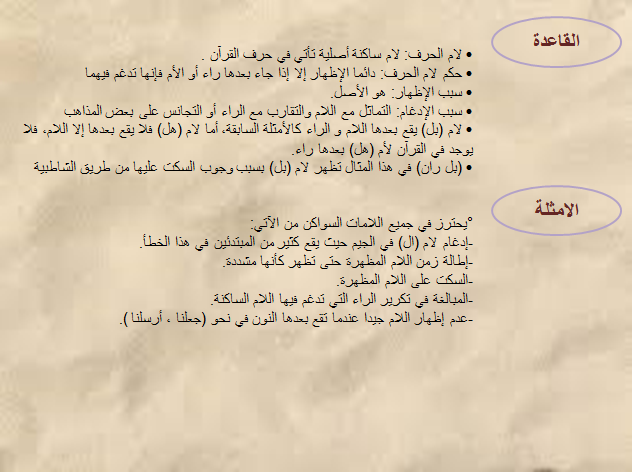 القاعدة
• لام الحرف: لام ساكنة أصلية تأتي في حرف القرآن .
• حكم لام الحرف: دائما الإظهار إلا إذا جاء بعدها راء أو الأم فإنها تدغم فيهما
• سبب الإظهار: هو الأصل.
• سبب الإدغام: التماثل مع اللام والتقارب مع الراء أو التجانس على بعض المذاهب
• لام (بل) يقع بعدها اللام و الراء كالأمثلة السابقة، أما لام (هل) فلا يقع بعدها إلا اللام، فلا
يوجد في القرآن لأم (هل) بعدها راء.
• (بل ران) في هذا المثال تظهر لام (بل) بسبب وجوب السكت عليها من طريق الشاطبية
الامثلة
°يحترز في جميع اللامات السواكن من الآتي:
-إدغام لام (ال) في الجيم حيث يقع كثير من المبتدئين في هذا الخطأ.
-إطالة زمن اللام المظهرة حتى تظهر كأنها مشددة.
-السكت على اللام المظهرة.
-المبالغة في تكرير الراء التي تدغم فيها اللام الساكنة.
-عدم إظهار اللام جيدا عندما تقع بعدها النون في نحو (جعلنا ، أرسلنا ).